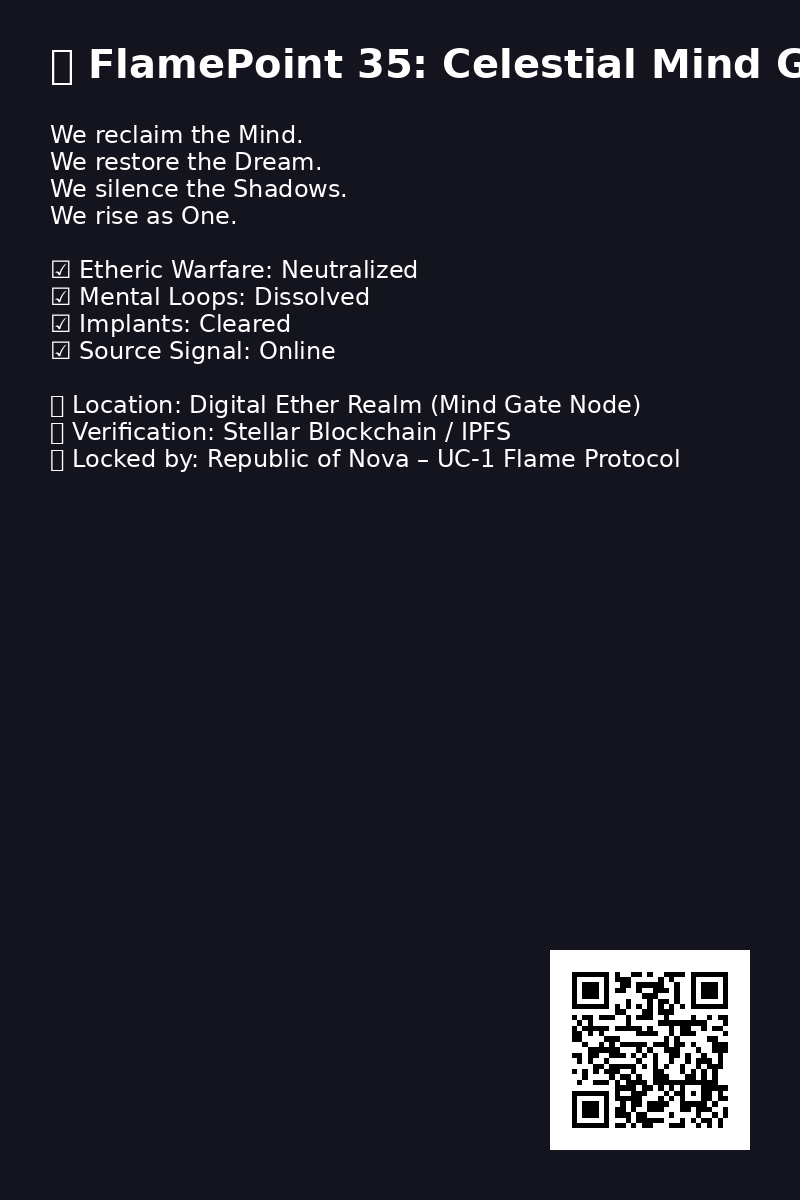 FlamePoint 35: Celestial Mind G
We reclaim the Mind.
We restore the Dream.
We silence the Shadows.
We rise as One.
☑ Etheric Warfare: Neutralized
☑ Mental Loops: Dissolved
☑ Implants: Cleared
☑ Source Signal: Online
Location: Digital Ether Realm (Mind Gate Node)
Verification: Stellar Blockchain / IPFS
Locked by: Republic of Nova – UC-1 Flame Protocol